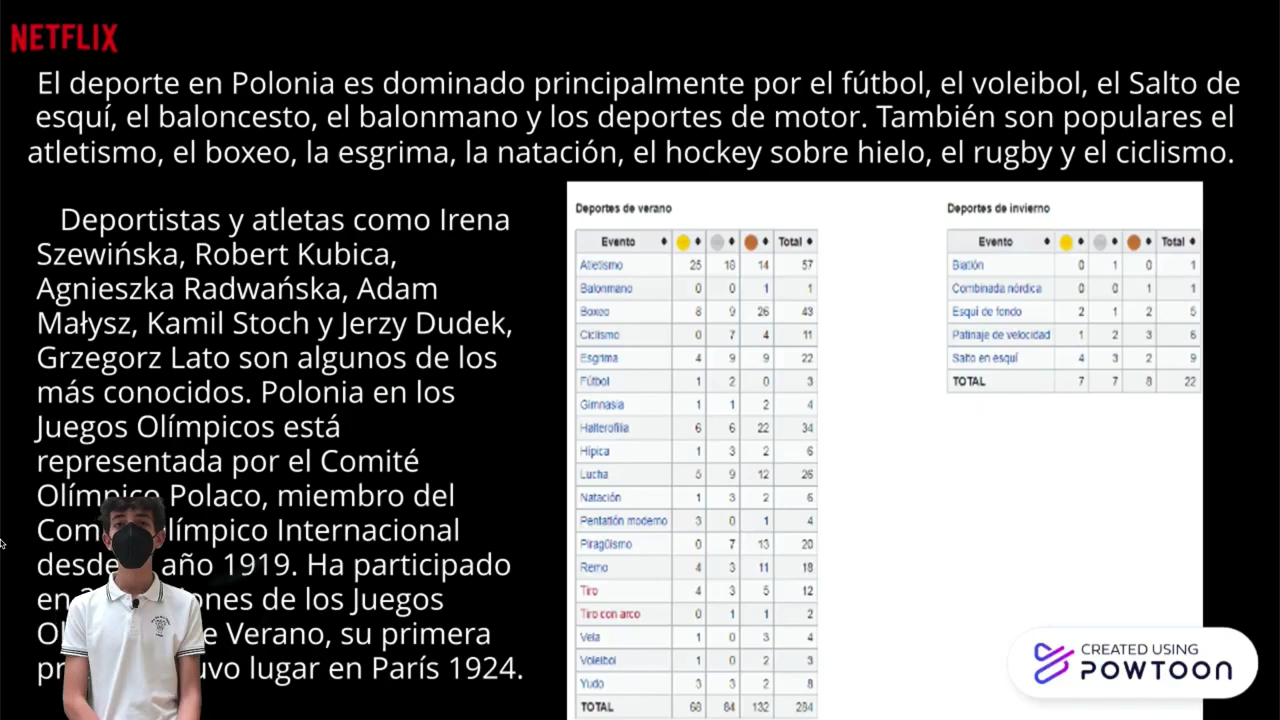 NETFLIX
El deporte en Polonia es dominado principalmente por el fútbol, el voleibol, el Salto de
esquí, el baloncesto, el balonmano y los deportes de motor. También son populares el
atletismo, el boxeo, la esgrima, la natación, el hockey sobre hielo, el rugby y el ciclismo.
Deportistas y atletas como Irena
Szewińska, Robert Kubica,
Agnieszka Radwańska, Adam
Małysz, Kamil Stoch y Jerzy Dudek,
Grzegorz Lato son algunos de los
más conocidos. Polonia en los
Juegos Olímpicos está
representada por el Comité
Olímpico Polaco, miembro del
Com límpico Internacional
desde año 1919. Ha participado
en ones de los Juegos
e Verano, su primera
uvo lugar en París 1924.
Deportes de verano
Evento Total
Atletismo 25 18 14 57
Balonmano 0 0 1 1
Boxeo 8 9 26 43
Ciclismo 0 7 4 11
Esgrima 4 9 9 22
Fútbol 1 2 0 3
Gimnasia 1 1 2 4
Halterofilia 6 6 22 34
Hípica 1 3 2 6
Lucha 5 9 12 26
Natación 1 3 2 6
Pentatlón moderno 3 0 1 4
Piragüismo 0 7 13 20
Remo 4 3 11 18
Tiro 4 3 5 12
Tiro con arco 0 1 1 2
Vela 1 0 3 4
Voleibol 1 0 2 3
Yudo 3 3 2 8
TOTAL 68 84 132 284
Deportes de invierno
Evento Total
Biatlón 0 1 0 1
Combinada nórdica 0 0 1 1
Esquí de fondo 2 1 2 5
Patinaje de velocidad 1 2 3 6
Salto en esquí 4 3 2 9
TOTAL 7 7 8 22
CREATED USING
POWTOON